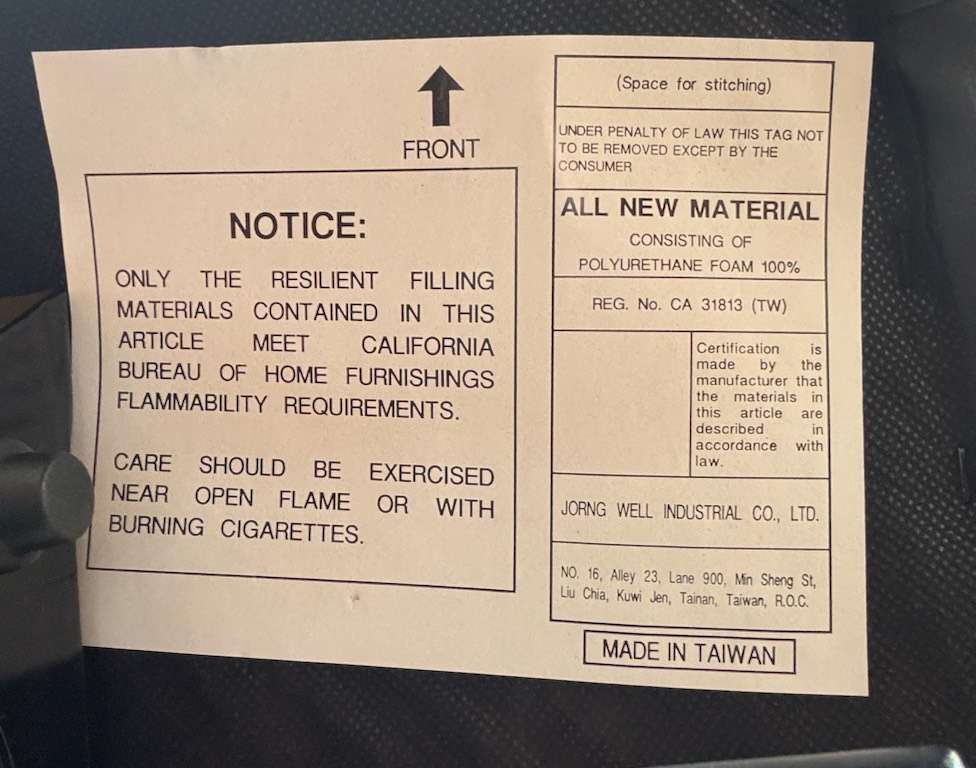 FRONT
NOTICE:
ONLY THE RESILIENT FILLING
MATERIALS CONTAINED IN THIS
ARTICLE MEET CALIFORNIA
BUREAU OF HOME FURNISHINGS
FLAMMABILITY REQUIREMENTS.
CARE SHOULD BE EXERCISED
NEAR OPEN FLAME OR WITH
BURNING CIGARETTES.
(Space for stitching)
UNDER PENALTY OF LAW THIS TAG NOT
TO BE REMOVED EXCEPT BY THE
CONSUMER
ALL NEW MATERIAL
CONSISTING OF
POLYURETHANE FOAM 100%
REG. No. CA 31813 (TW)
Certification is
made by the
manufacturer that
the materials in
this article are
described in
accordance with
law.
JORNG WELL INDUSTRIAL CO., LTD.
NO. 16, Alley 23, Lane 900, Min Sheng St,
Liu Chia, Kuwi Jen, Tainan, Taiwan, R.O.C.
MADE IN TAIWAN